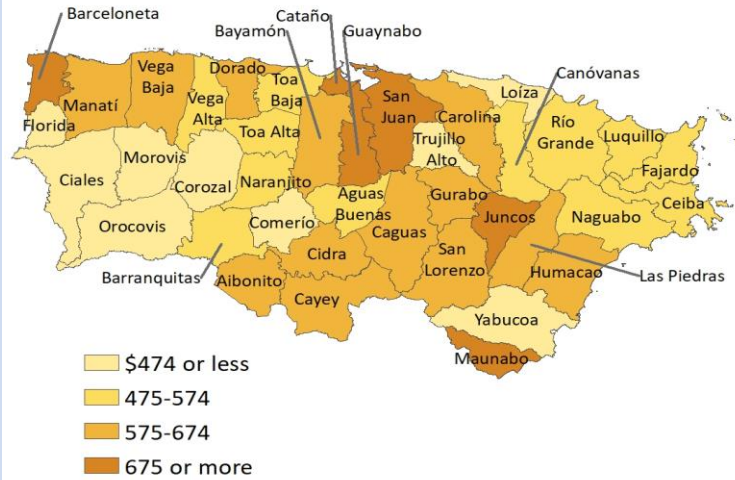 Barceloneta
Cataño
Bayamón
Guaynabo
Vega
Baja
Dorado
Toa
Baja
Canóvanas
Manatí
Vega
Alta
San
Juan
Loíza
Carolina
Río
Grande
Luquillo
Florida
Toa Alta
Trujillo
Alto
Morovis
Fajardo
Ciales
Corozal
Naranjito
Aguas
Buenas
Gurabo
Ceiba
Orocovis
Comerío
Caguas
Juncos
Naguabo
Barranquitas
Cidra
San
Lorenzo
Humacao
Las Piedras
Aibonito
Cayey
Yabucoa
Maunabo
$474 or less
475-574
575-674
675 or more